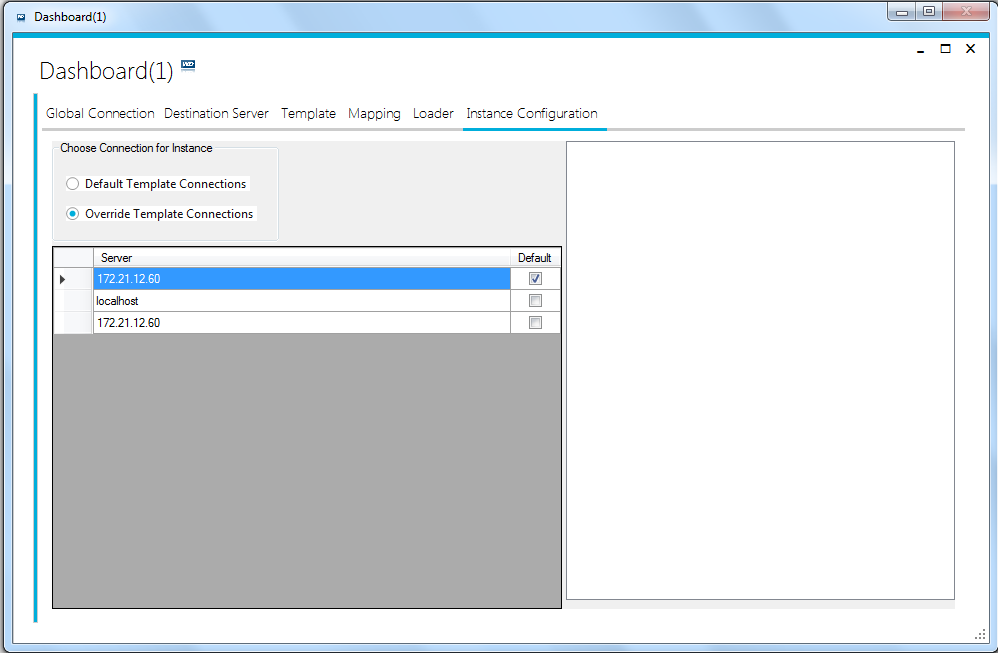 Dashboard(1)
Dashboard(1) WD
Global Connection Destination Server Template Mapping Loader Instance Configuration
Choose Connection for Instance
Default Template Connections
Override Template Connections
Server Default
172.21.12.60
localhost
172.21.12.60